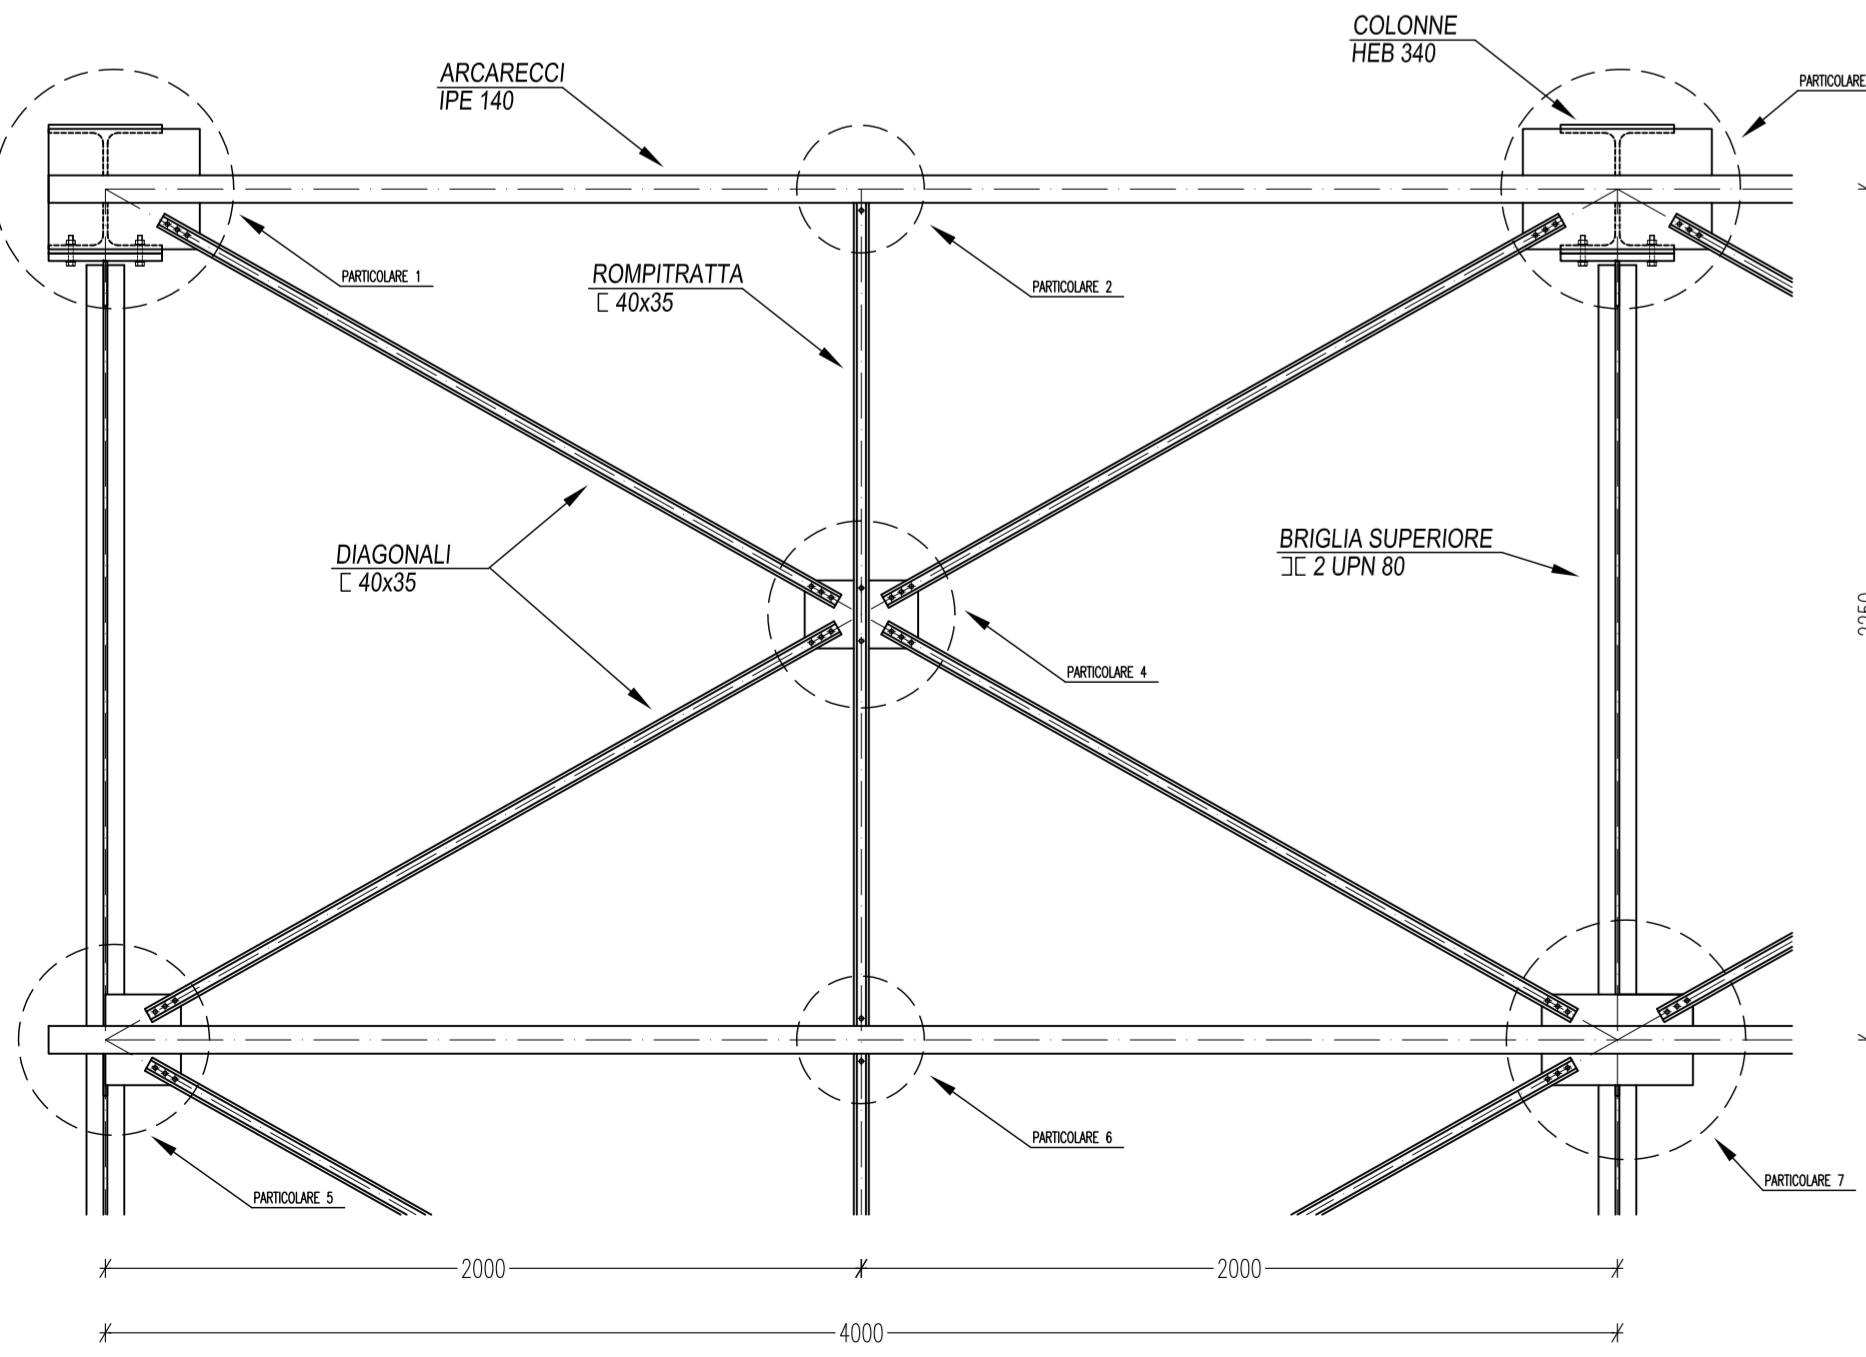 COLONNE
HEB 340
PARTICOLARE
ARCARECCI
IPE 140
PARTICOLARE 1
ROMPITRATTA
[ 40x35
PARTICOLARE 2
DIAGONALI
[ 40x35
BRIGLIA SUPERIORE
][ 2 UPN 80
PARTICOLARE 4
PARTICOLARE 5
PARTICOLARE 6
PARTICOLARE 7
2000
2000
4000